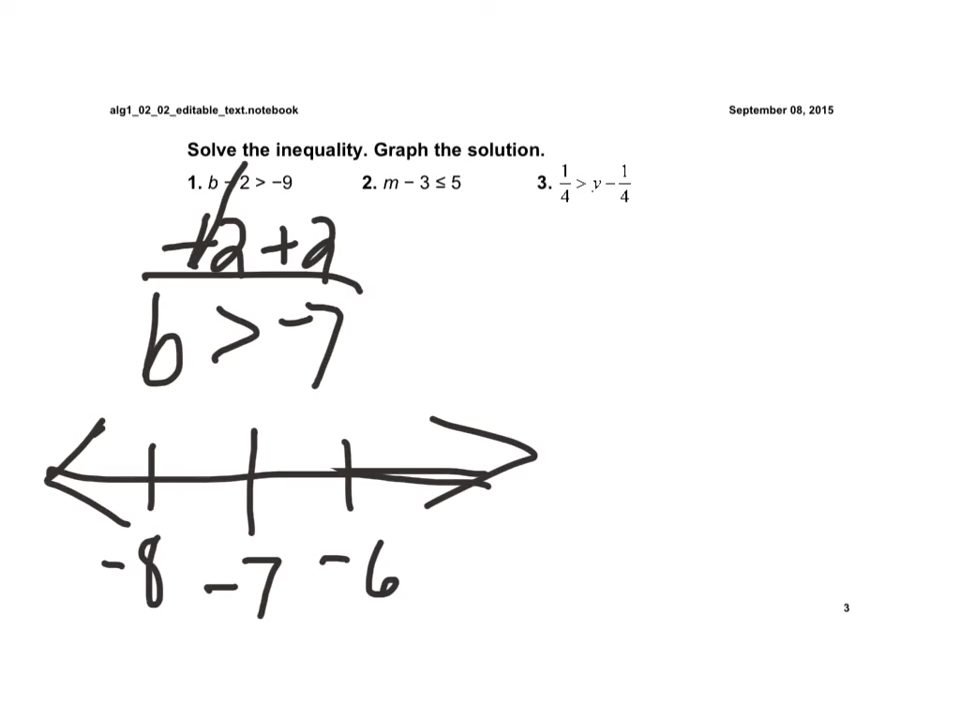 alg1_02_02_editable_text.notebook September 08, 2015
Solve the inequality. Graph the solution.
1. b − 2 > −9 2. m − 3 ≤ 5 3. 1/4 > y − 1/4
+2 +2
b > -7
-8 -7 -6
3